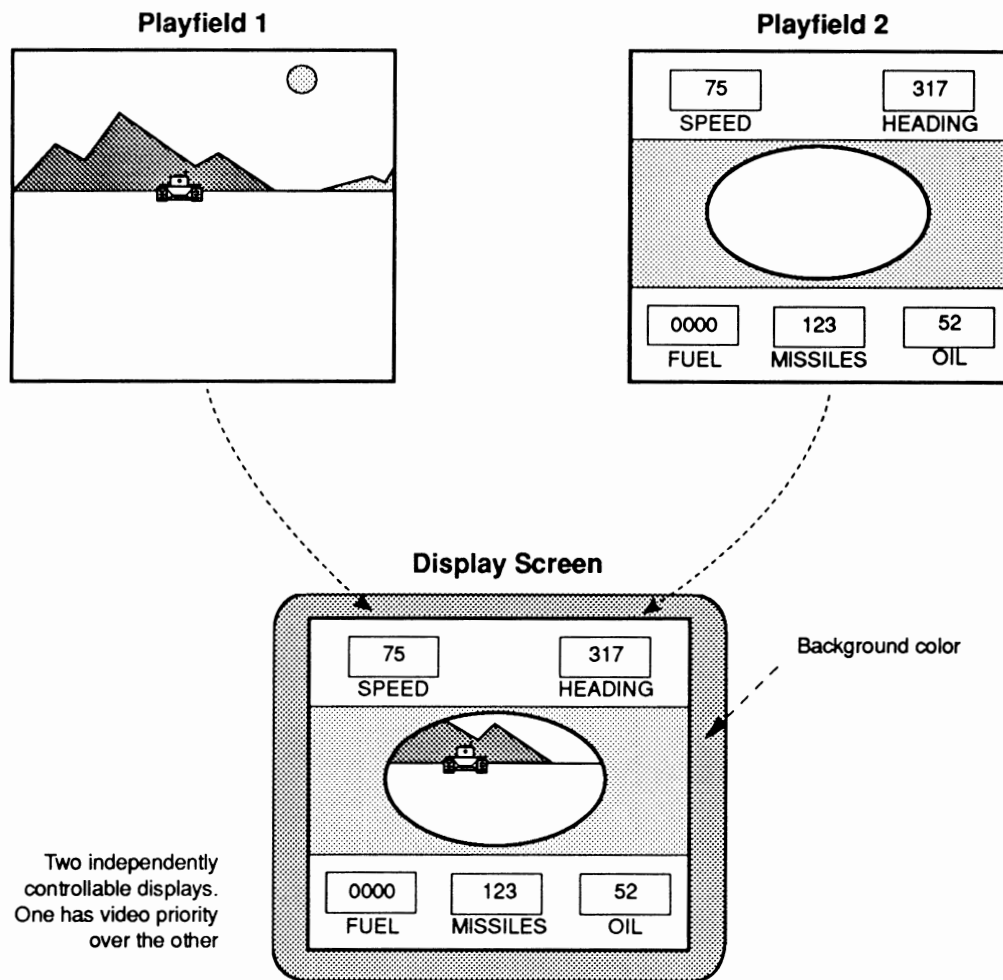 Playfield 1
Playfield 2
75
SPEED
317
HEADING
0000
FUEL
123
MISSILES
52
OIL
Display Screen
75
SPEED
317
HEADING
Background color
0000
FUEL
123
MISSILES
52
OIL
Two independently
controllable displays.
One has video priority
over the other